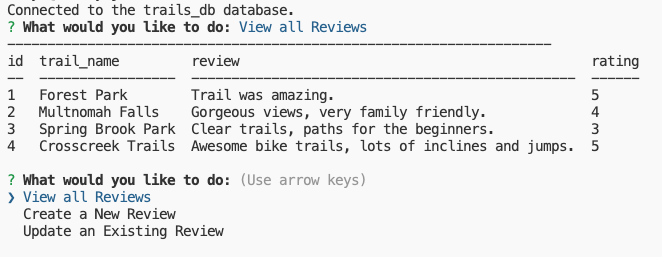 Connected to the trails_db database.
? What would you like to do: View all Reviews
id trail_name review rating
1 Forest Park Trail was amazing. 5
2 Multnomah Falls Gorgeous views, very family friendly. 4
3 Spring Brook Park Clear trails, paths for the beginners. 3
4 Crosscreek Trails Awesome bike trails, lots of inclines and jumps. 5
? What would you like to do: (Use arrow keys)
❯ View all Reviews
Create a New Review
Update an Existing Review